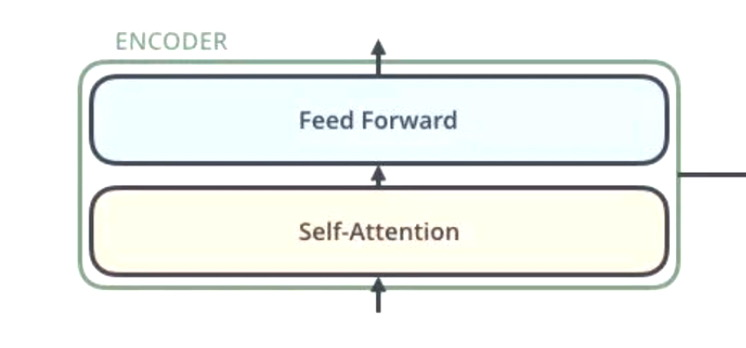 ENCODER
Feed Forward
Self-Attention